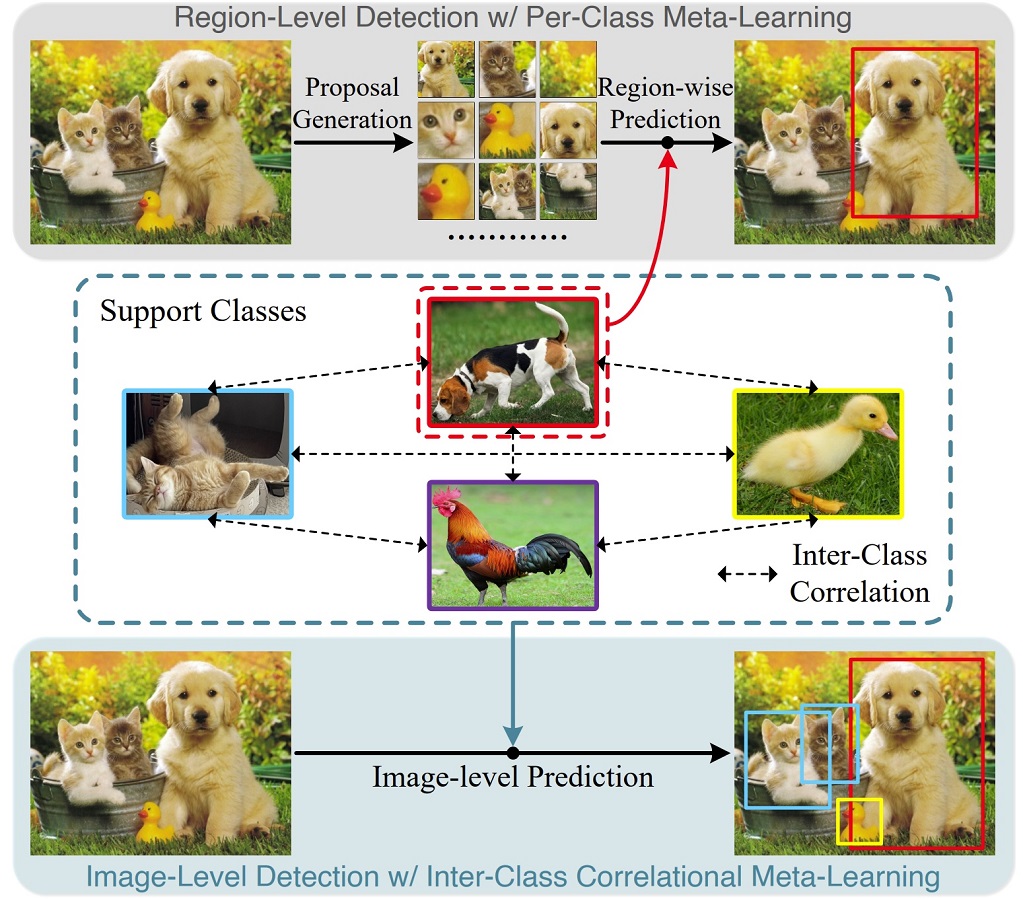 Region-Level Detection w/ Per-Class Meta-Learning
Proposal
Generation
Region-wise
Prediction
............
Support Classes
Inter-Class
Correlation
Image-level Prediction
Image-Level Detection w/ Inter-Class Correlational Meta-Learning